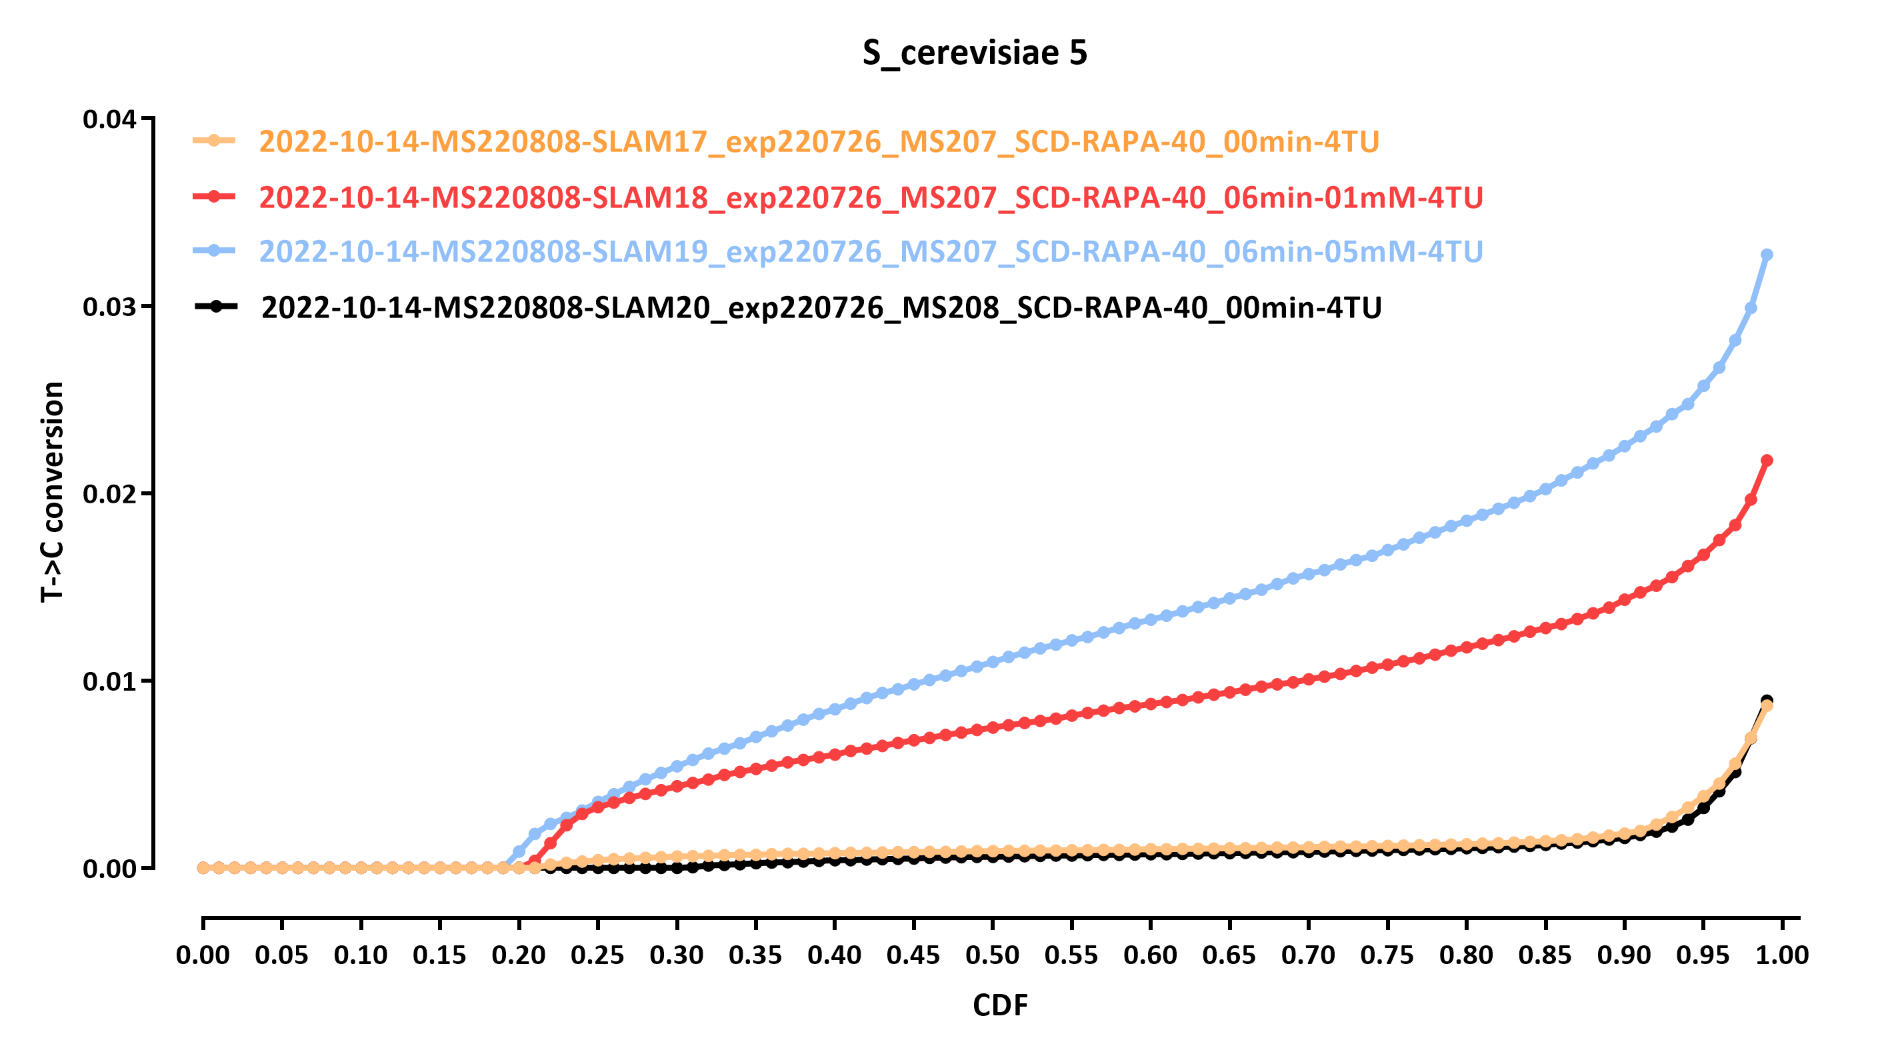 S_cerevisiae 5
0.04
2022-10-14-MS220808-SLAM17_exp220726_MS207_SCD-RAPA-40_00min-4TU
2022-10-14-MS220808-SLAM18_exp220726_MS207_SCD-RAPA-40_06min-01mM-4TU
2022-10-14-MS220808-SLAM19_exp220726_MS207_SCD-RAPA-40_06min-05mM-4TU
0.03
2022-10-14-MS220808-SLAM20_exp220726_MS208_SCD-RAPA-40_00min-4TU
T->C conversion
0.02
0.01
0.00
0.00 0.05 0.10 0.15 0.20 0.25 0.30 0.35 0.40 0.45 0.50 0.55 0.60 0.65 0.70 0.75 0.80 0.85 0.90 0.95 1.00
CDF